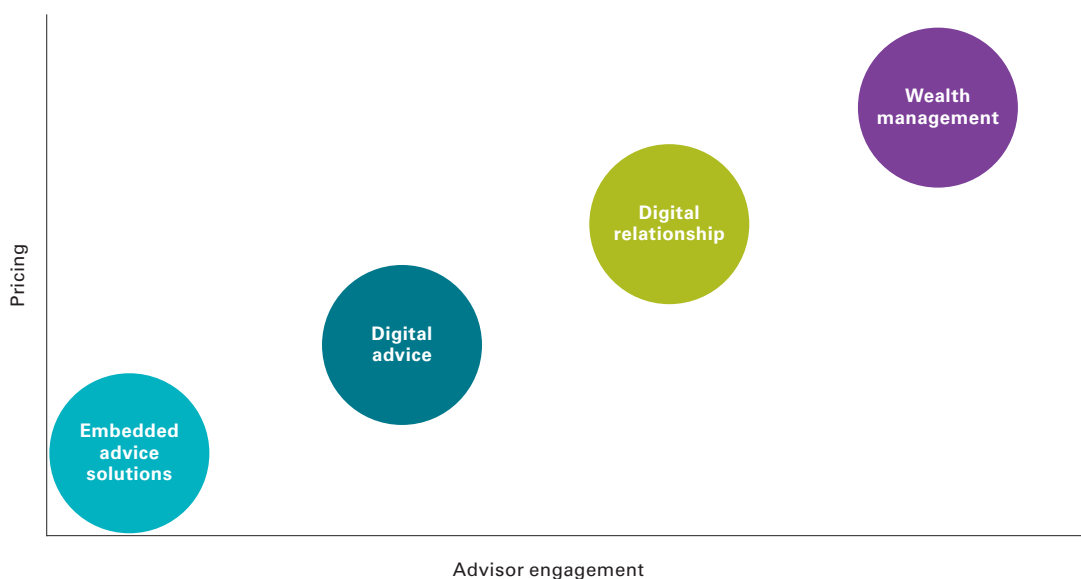 Wealth
management
Digital
relationship
Pricing
Digital
advice
Embedded
advice
solutions
Advisor engagement